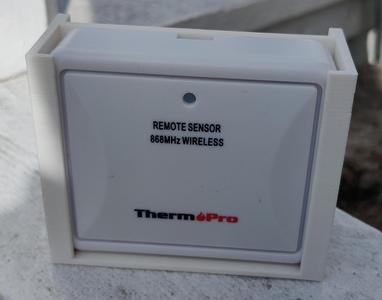 REMOTE SENSOR
868MHz WIRELESS
ThermoPro